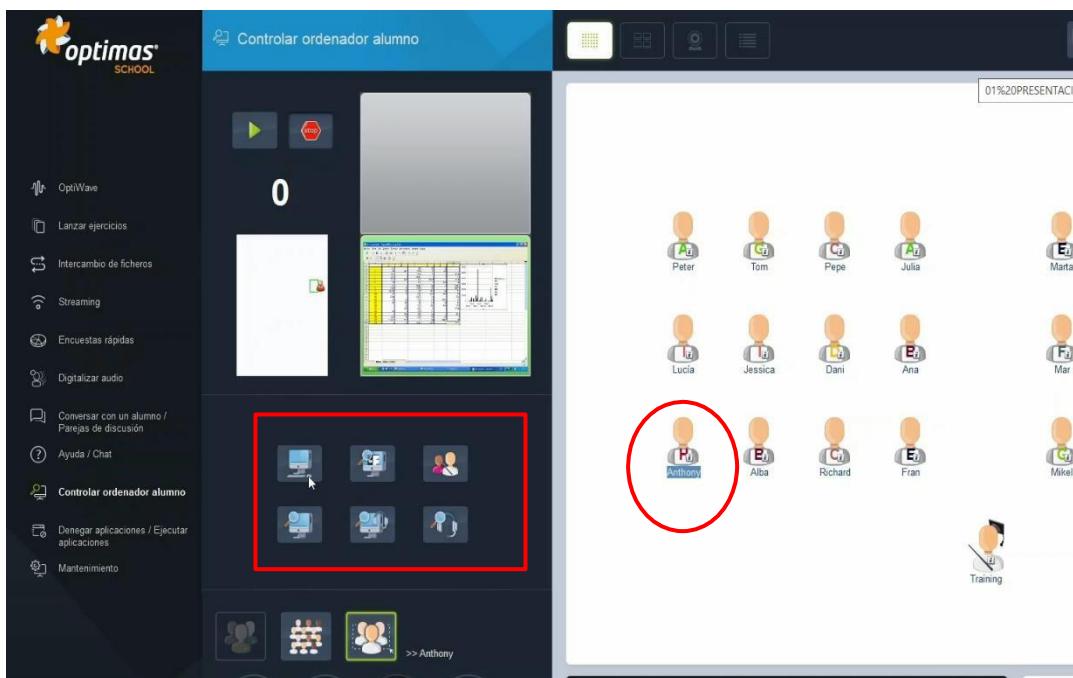 optimas
SCHOOL
OptiWave
Lanzar ejercicios
Intercambio de ficheros
Streaming
Encuestas rápidas
Digitalizar audio
Conversar con un alumno /
Parejas de discusión
Ayuda / Chat
Controlar ordenador alumno
Denegar aplicaciones / Ejecutar
aplicaciones
Mantenimiento
Controlar ordenador alumno
stop
0
>> Anthony
01%20PRESENTACI
A
G
C
A
E
Peter
Tom
Pepe
Julia
Marta
I
I
D
B
F
Lucía
Jessica
Dani
Ana
Mar
H
B
C
E
G
Anthony
Alba
Richard
Fran
Mikel
Training